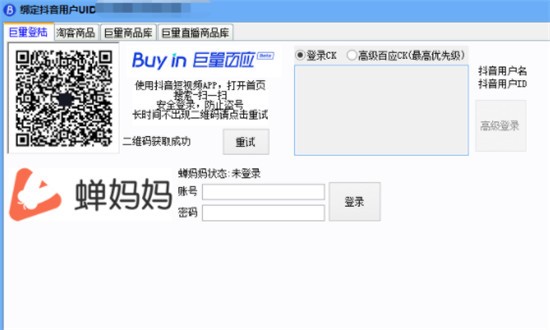 绑定抖音用户UID
巨量登陆 淘客商品 巨量商品库 巨量直播商品库
Buy in 巨量百应 Beta
使用抖音短视频APP，打开首页
搜索-扫一扫
安全登录，防止盗号
长时间不出现二维码请点击重试
二维码获取成功
重试
登录CK 高级百应CK(最高优先级)
抖音用户名
抖音用户ID
高级登录
蝉妈妈
蝉妈妈状态:未登录
账号
密码
登录